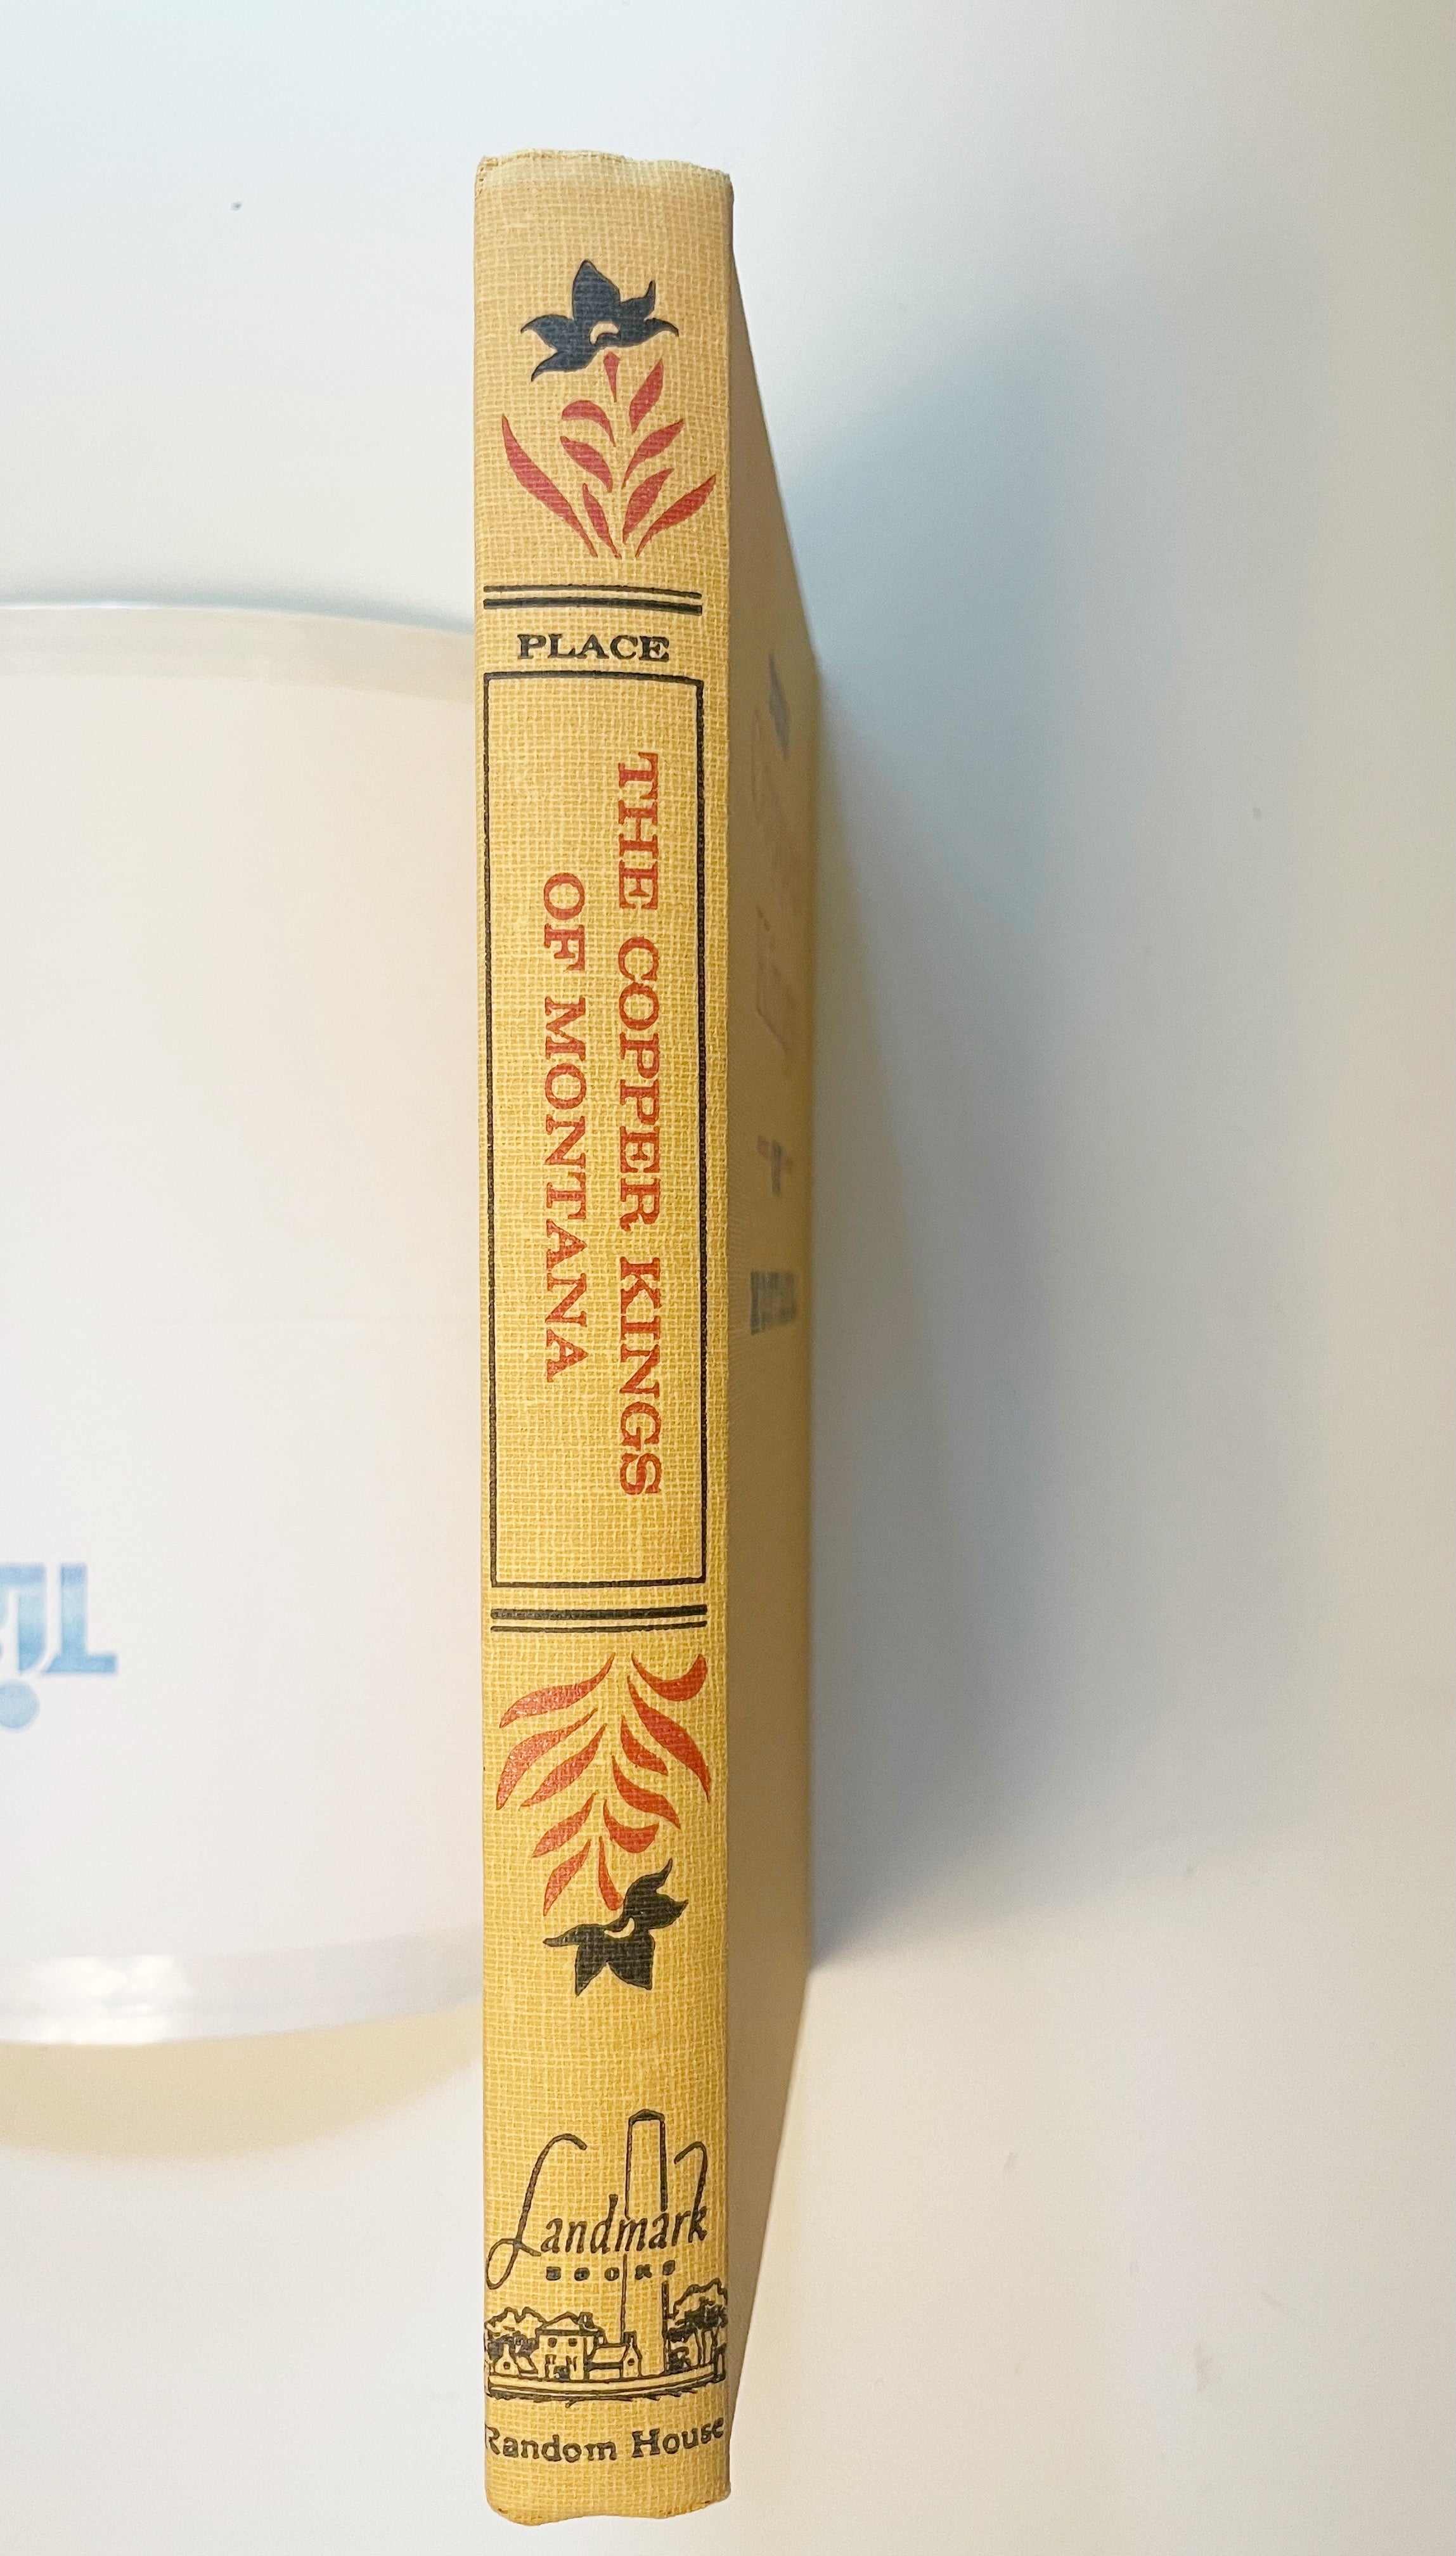 PLACE
THE COPPER KINGS
OF MONTANA
Landmark
BOOKS
Random House